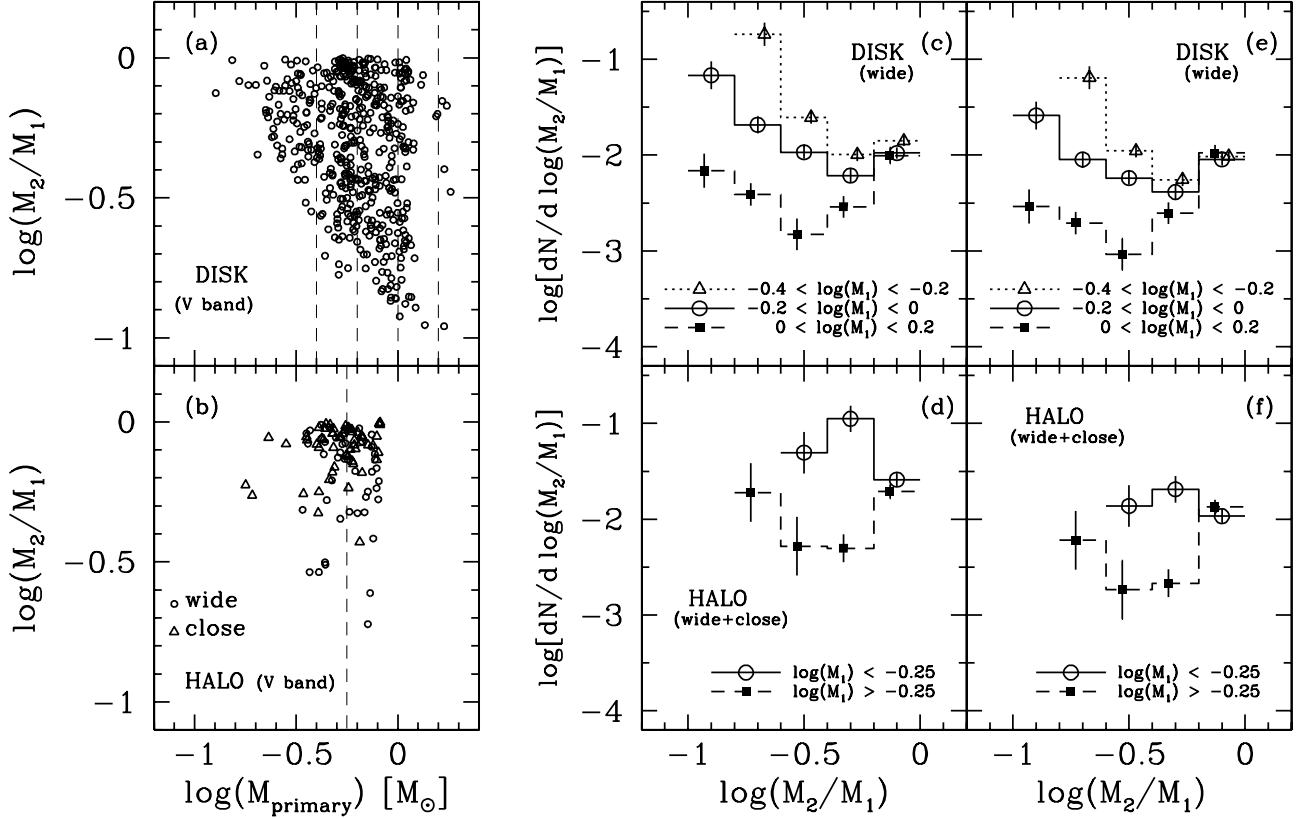 (a)
0
−0.5
−1
log(M2/M1)
DISK
(V band)
(b)
0
−0.5
−1
log(M2/M1)
wide
close
HALO (V band)
−1 −0.5 0
log(Mprimary) [M⊙]
(c)
DISK
(wide)
−1
−2
−3
−4
log[dN/d log(M2/M1)]
−0.4 < log(M1) < −0.2
−0.2 < log(M1) < 0
0 < log(M1) < 0.2
(e)
DISK
(wide)
−0.4 < log(M1) < −0.2
−0.2 < log(M1) < 0
0 < log(M1) < 0.2
(d)
−1
−2
−3
−4
log[dN/d log(M2/M1)]
HALO
(wide+close)
log(M1) < −0.25
log(M1) > −0.25
−1 −0.5 0
log(M2/M1)
(f)
HALO
(wide+close)
log(M1) < −0.25
log(M1) > −0.25
−1 −0.5 0
log(M2/M1)